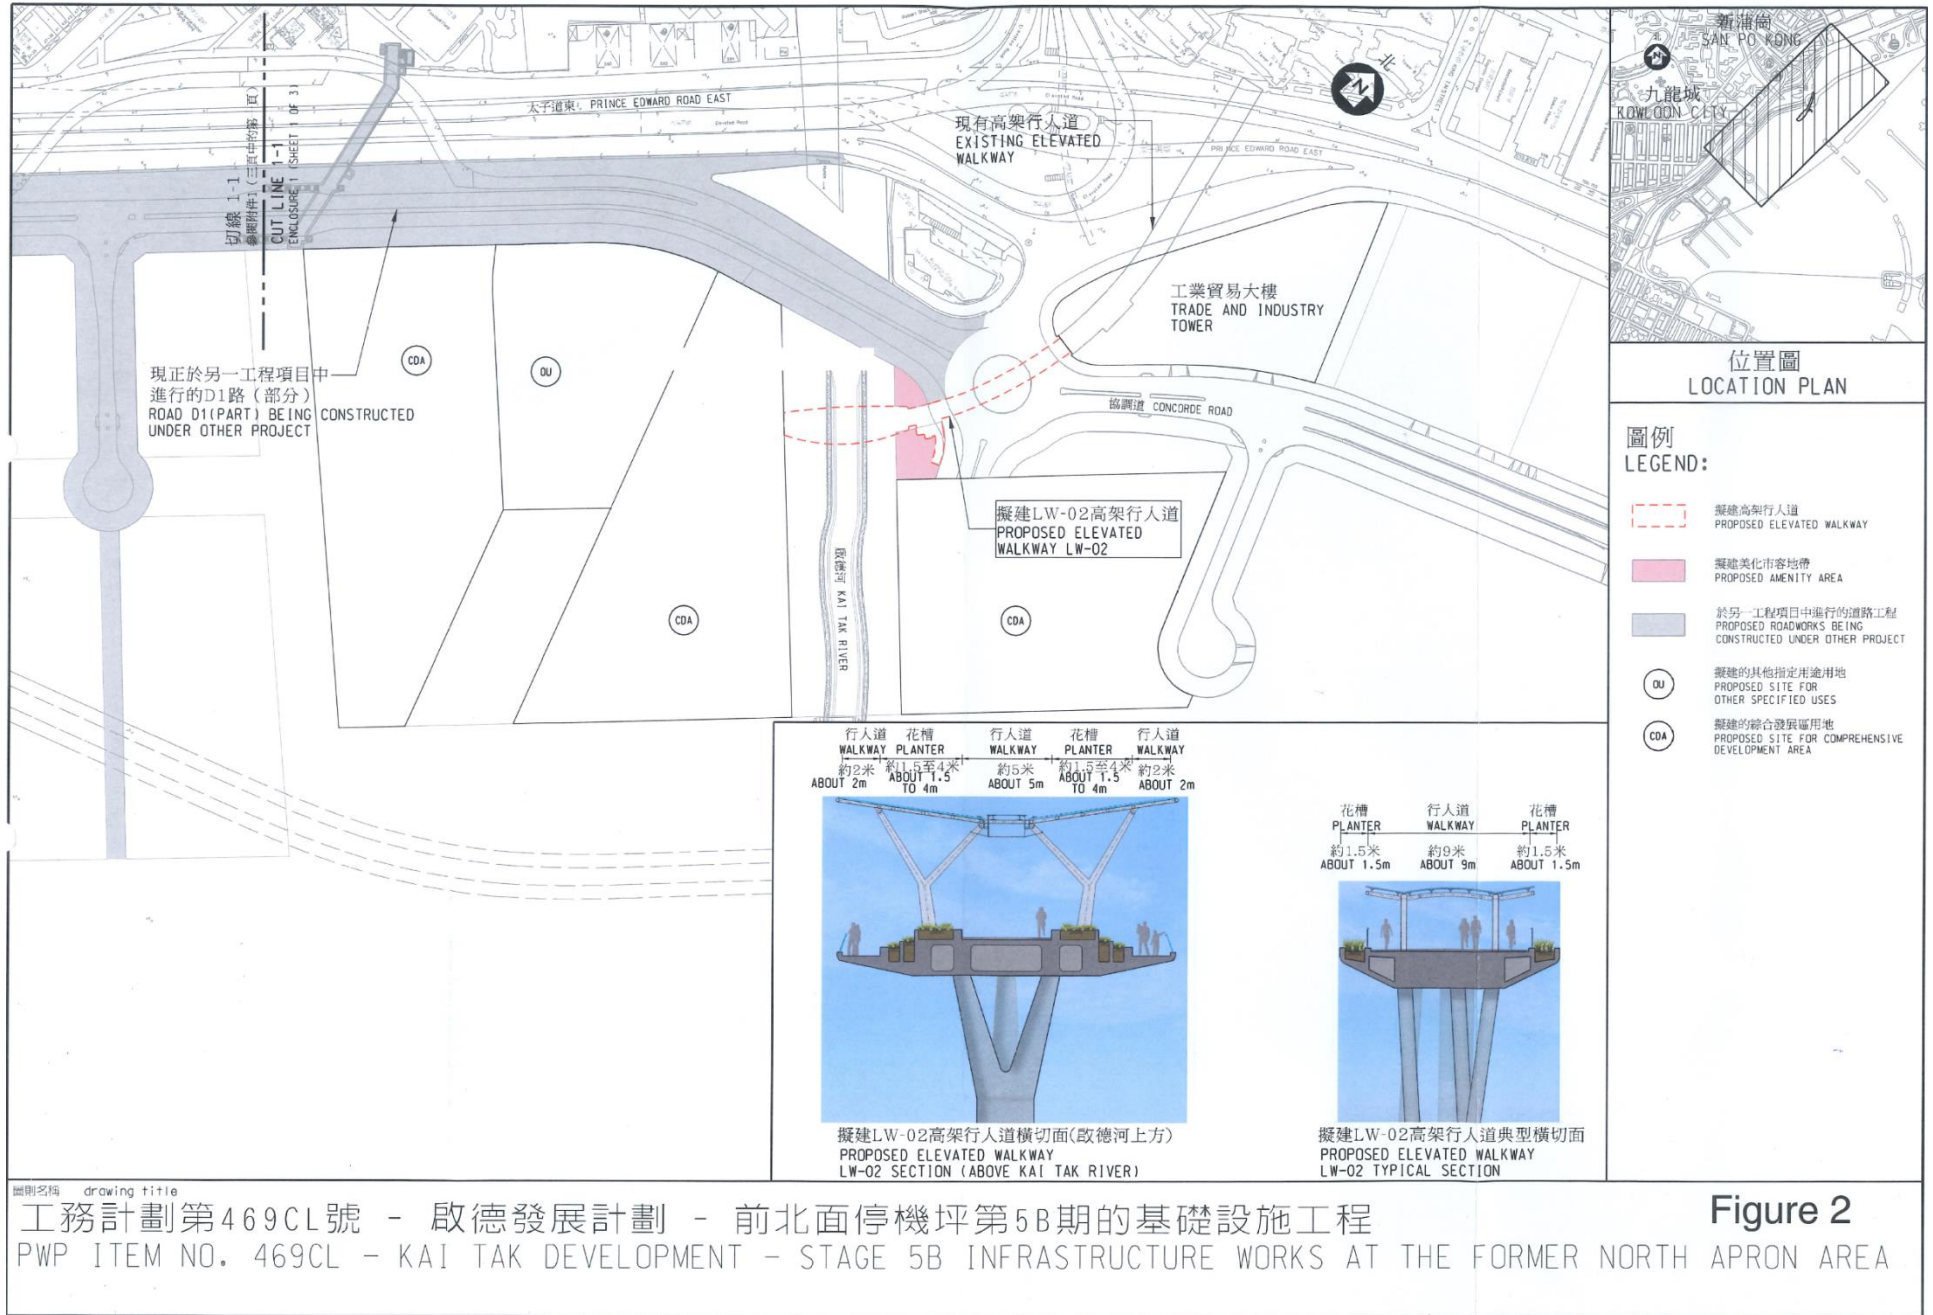 太子道東 PRINCE EDWARD ROAD EAST
現有高架行人道
EXISTING ELEVATED
WALKWAY
北
N
PRINCE EDWARD ROAD EAST
Elevated Road
切線 1-1
CUT LINE 1-1
ENCLOSURE 1 (SHEET 1 OF 3)
現正於另一工程項目中
進行的D1路（部分）
ROAD D1(PART) BEING CONSTRUCTED
UNDER OTHER PROJECT
CDA
OU
工業貿易大樓
TRADE AND INDUSTRY
TOWER
協調道 CONCORDE ROAD
擬建LW-02高架行人道
PROPOSED ELEVATED
WALKWAY LW-02
啟德河 KAI TAK RIVER
CDA
CDA
新蒲崗
SAN PO KONG
北
N
九龍城
KOWLOON CITY
位置圖
LOCATION PLAN
圖例
LEGEND:
擬建高架行人道
PROPOSED ELEVATED WALKWAY
擬建美化市容地帶
PROPOSED AMENITY AREA
於另一工程項目中進行的道路工程
PROPOSED ROADWORKS BEING
CONSTRUCTED UNDER OTHER PROJECT
OU
擬建的其他指定用途用地
PROPOSED SITE FOR
OTHER SPECIFIED USES
CDA
擬建的綜合發展區用地
PROPOSED SITE FOR COMPREHENSIVE
DEVELOPMENT AREA
行人道 花槽 行人道 花槽 行人道
WALKWAY PLANTER WALKWAY PLANTER WALKWAY
約2米 約1.5至4米 約5米 約1.5至4米 約2米
ABOUT 2m ABOUT 1.5 TO 4m ABOUT 5m ABOUT 1.5 TO 4m ABOUT 2m
擬建LW-02高架行人道橫切面(啟德河上方)
PROPOSED ELEVATED WALKWAY
LW-02 SECTION (ABOVE KAI TAK RIVER)
花槽 行人道 花槽
PLANTER WALKWAY PLANTER
約1.5米 約9米 約1.5米
ABOUT 1.5m ABOUT 9m ABOUT 1.5m
擬建LW-02高架行人道典型橫切面
PROPOSED ELEVATED WALKWAY
LW-02 TYPICAL SECTION
圖則名稱 drawing title
工務計劃第469CL號 - 啟德發展計劃 - 前北面停機坪第5B期的基礎設施工程
PWP ITEM NO. 469CL - KAI TAK DEVELOPMENT - STAGE 5B INFRASTRUCTURE WORKS AT THE FORMER NORTH APRON AREA
Figure 2